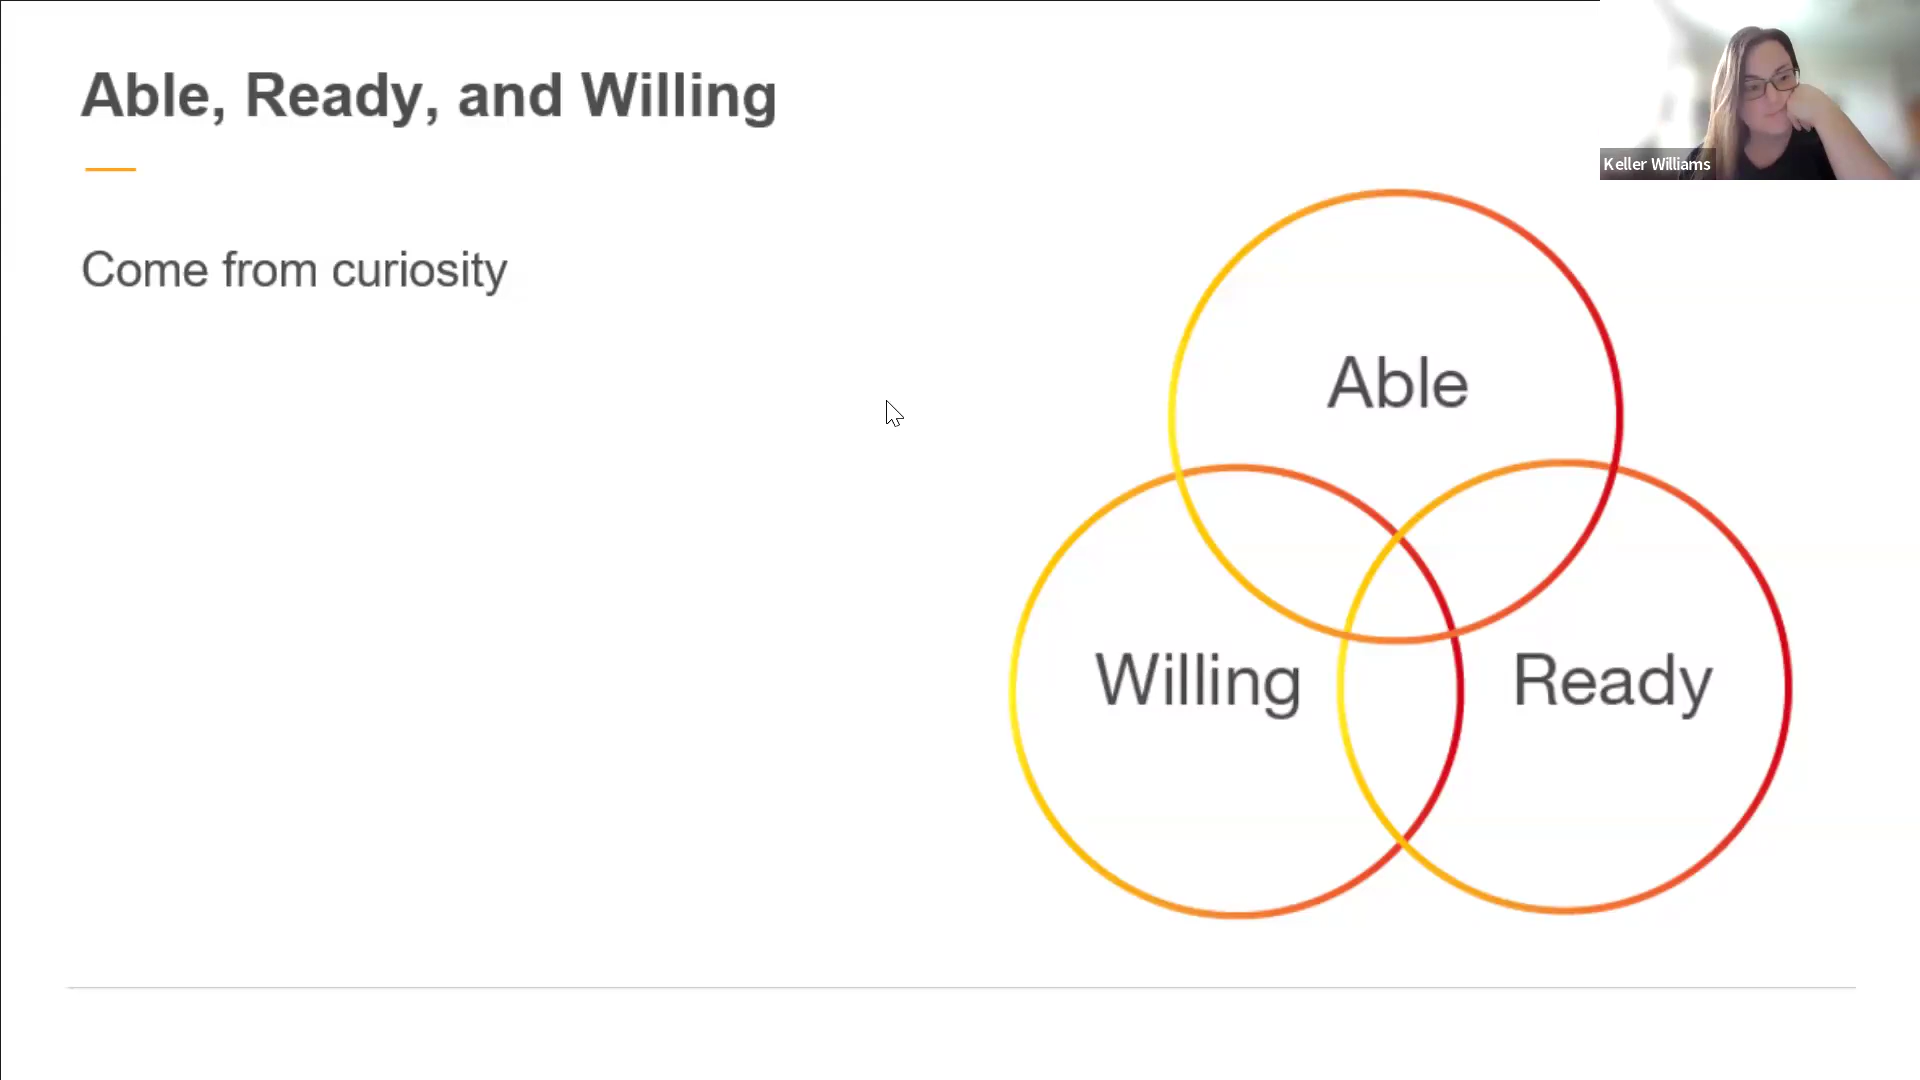 Able, Ready, and Willing
Keller Williams
Come from curiosity
Able
Willing
Ready